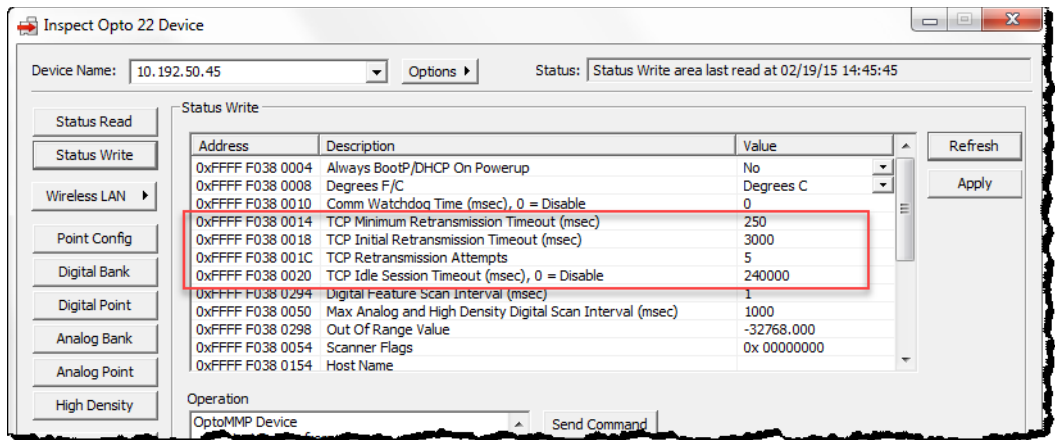 Inspect Opto 22 Device
Device Name: 10.192.50.45 Options Status: Status Write area last read at 02/19/15 14:45:45
Status Read
Status Write
Wireless LAN
Point Config
Digital Bank
Digital Point
Analog Bank
Analog Point
High Density
Status Write
Address Description Value
0xFFFF F038 0004 Always BootP/DHCP On Powerup No
0xFFFF F038 0008 Degrees F/C Degrees C
0xFFFF F038 0010 Comm Watchdog Time (msec), 0 = Disable 0
0xFFFF F038 0014 TCP Minimum Retransmission Timeout (msec) 250
0xFFFF F038 0018 TCP Initial Retransmission Timeout (msec) 3000
0xFFFF F038 001C TCP Retransmission Attempts 5
0xFFFF F038 0020 TCP Idle Session Timeout (msec), 0 = Disable 240000
0xFFFF F038 0294 Digital Feature Scan Interval (msec) 1
0xFFFF F038 0050 Max Analog and High Density Digital Scan Interval (msec) 1000
0xFFFF F038 0298 Out Of Range Value -32768.000
0xFFFF F038 0054 Scanner Flags 0x 00000000
0xFFFF F038 0154 Host Name
Refresh
Apply
Operation
OptoMMP Device
Send Command